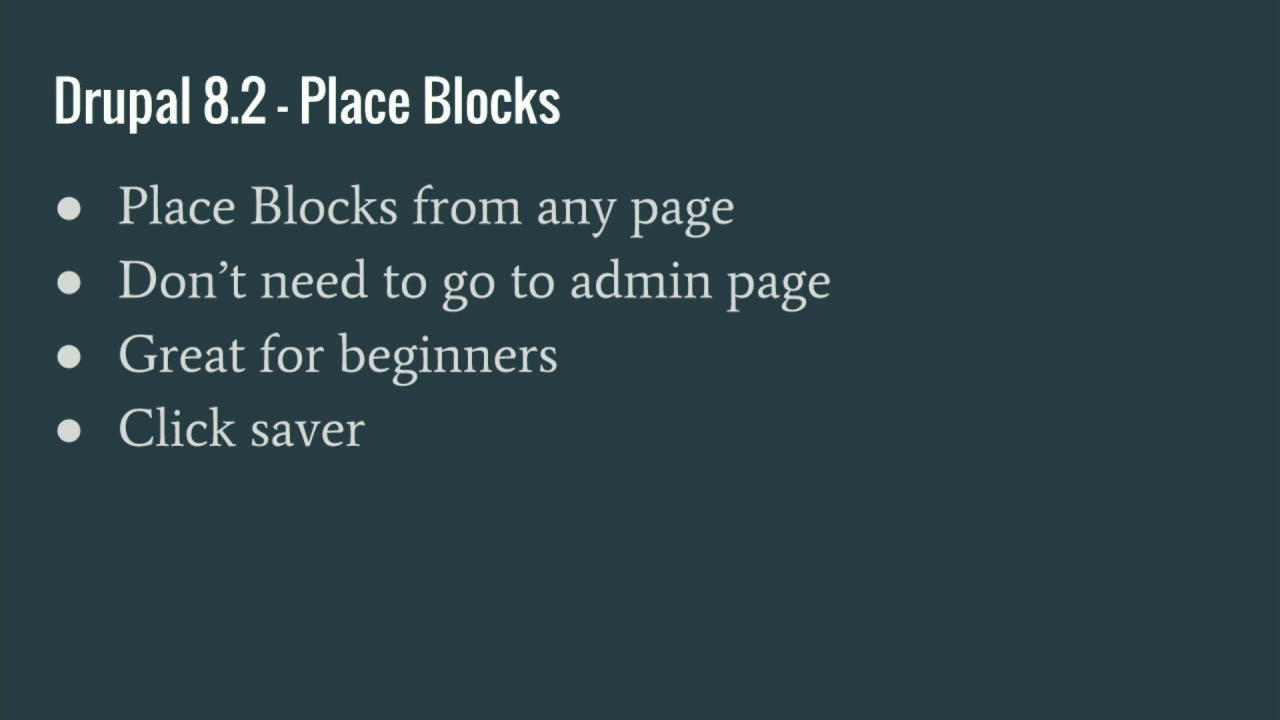 Drupal 8.2 - Place Blocks
● Place Blocks from any page
● Don’t need to go to admin page
● Great for beginners
● Click saver